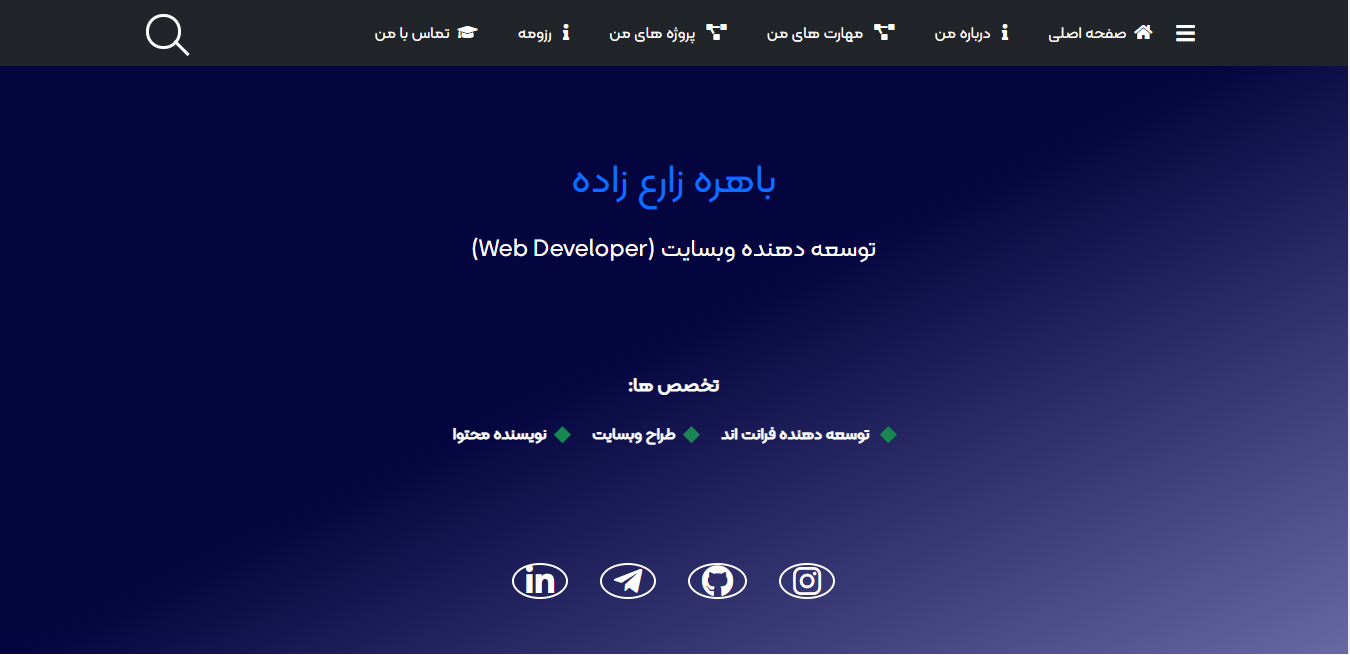 صفحه اصلی درباره من مهارت های من پروژه های من رزومه تماس با من
باهره زارع زاده
توسعه دهنده وبسایت (Web Developer)
تخصص ها:
توسعه دهنده فرانت اند طراح وبسایت نویسنده محتوا